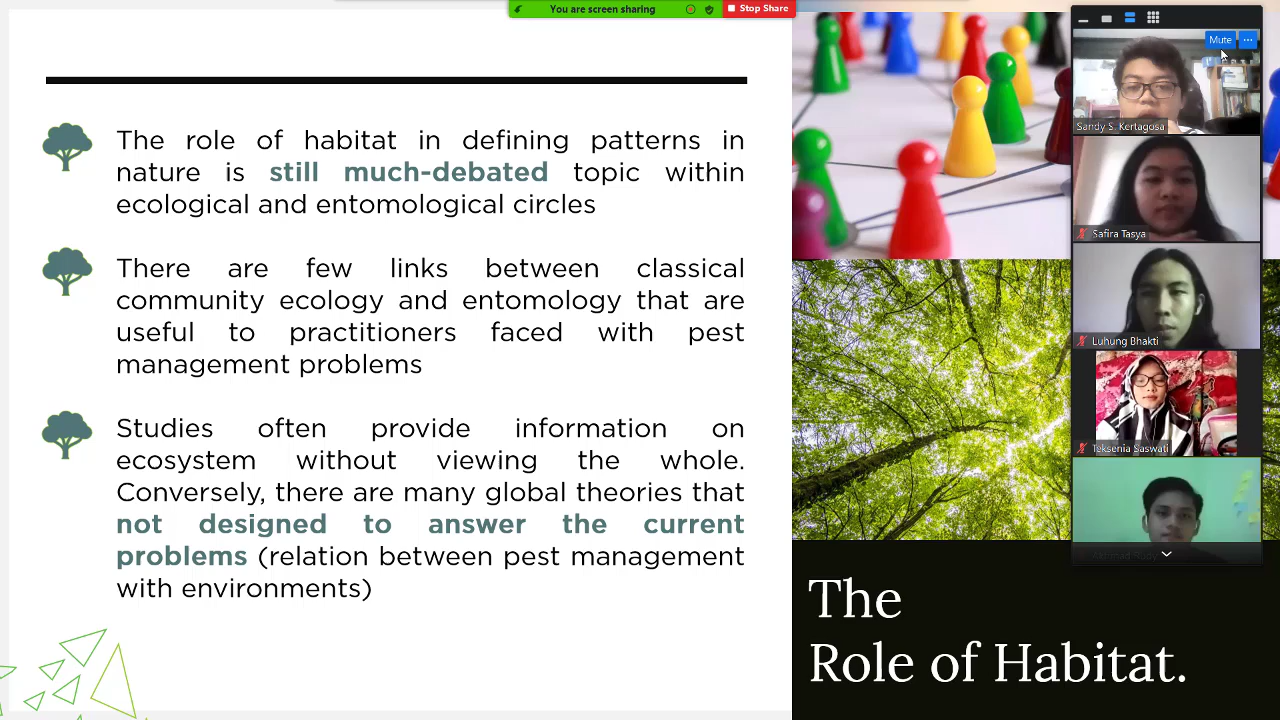 You are screen sharing
Stop Share
Mute
The role of habitat in defining patterns in
nature is still much-debated topic within
ecological and entomological circles
There are few links between classical
community ecology and entomology that are
useful to practitioners faced with pest
management problems
Studies often provide information on
ecosystem without viewing the whole.
Conversely, there are many global theories that
not designed to answer the current
problems (relation between pest management
with environments)
Sandy S. Kertagosa
Safira Tasya
Luhung Bhakti
Teksenia Saswati
The
Role of Habitat.